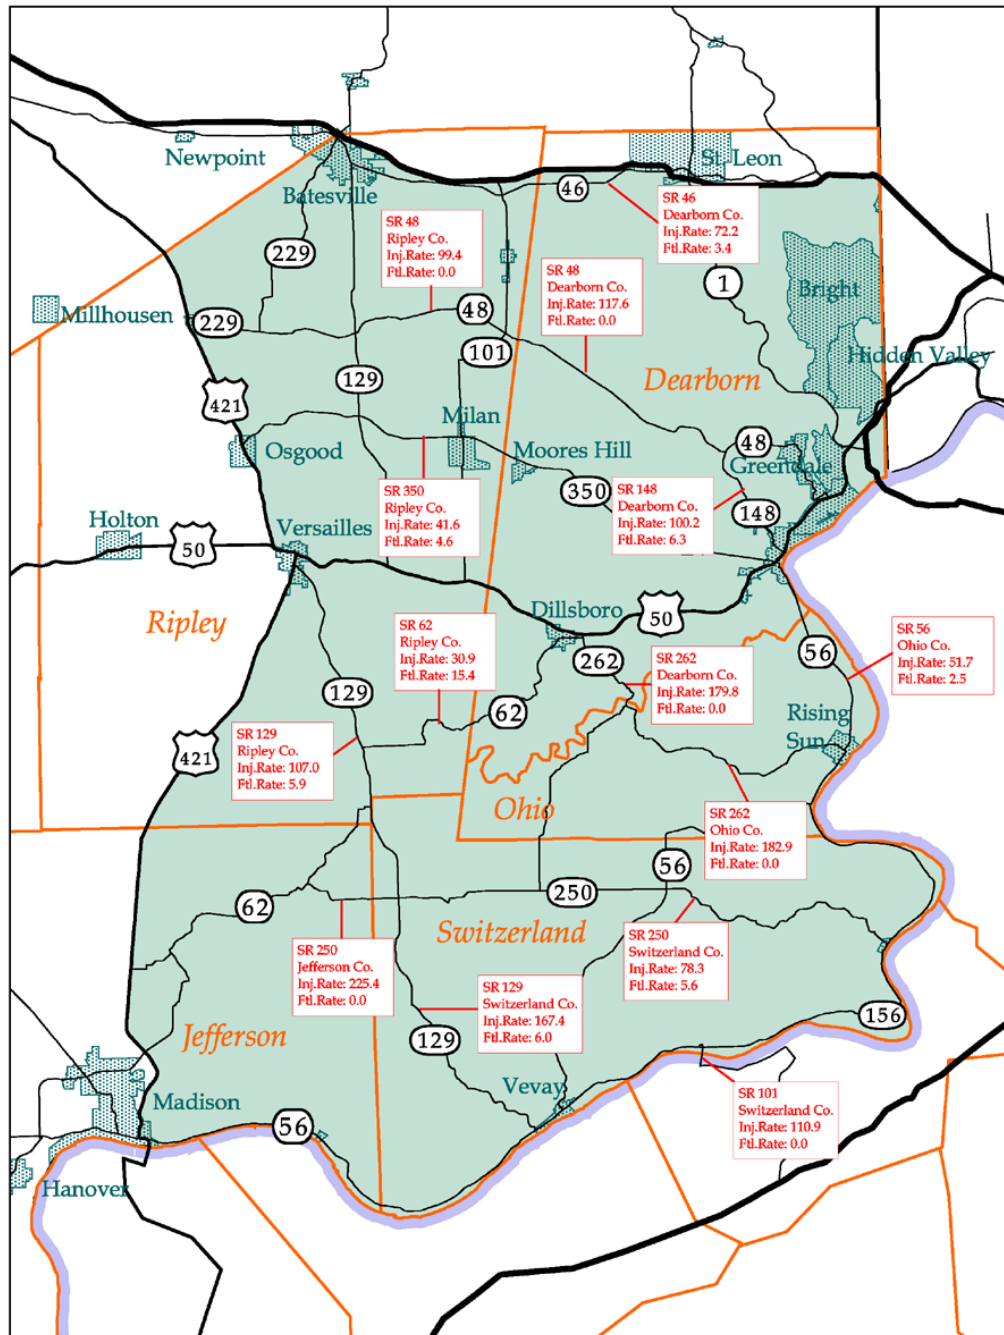 Newpoint
St. Leon
Batesville
46
SR 46
Dearborn Co.
Inj.Rate: 72.2
Ftl.Rate: 3.4
SR 48
Ripley Co.
Inj.Rate: 99.4
Ftl.Rate: 0.0
229
SR 48
Dearborn Co.
Inj.Rate: 117.6
Ftl.Rate: 0.0
1
Bright
Millhousen
229
48
101
Hidden Valley
129
Dearborn
421
Milan
Osgood
Moores Hill
48
Greendale
350
SR 350
Ripley Co.
Inj.Rate: 41.6
Ftl.Rate: 4.6
SR 148
Dearborn Co.
Inj.Rate: 100.2
Ftl.Rate: 6.3
148
Holton
Versailles
50
Ripley
Dillsboro
50
SR 62
Ripley Co.
Inj.Rate: 30.9
Ftl.Rate: 15.4
262
SR 262
Dearborn Co.
Inj.Rate: 179.8
Ftl.Rate: 0.0
56
SR 56
Ohio Co.
Inj.Rate: 51.7
Ftl.Rate: 2.5
129
62
Rising
Sun
421
SR 129
Ripley Co.
Inj.Rate: 107.0
Ftl.Rate: 5.9
Ohio
SR 262
Ohio Co.
Inj.Rate: 182.9
Ftl.Rate: 0.0
56
62
250
Switzerland
SR 250
Jefferson Co.
Inj.Rate: 225.4
Ftl.Rate: 0.0
SR 250
Switzerland Co.
Inj.Rate: 78.3
Ftl.Rate: 5.6
SR 129
Switzerland Co.
Inj.Rate: 167.4
Ftl.Rate: 6.0
156
Jefferson
129
Vevay
Madison
56
SR 101
Switzerland Co.
Inj.Rate: 110.9
Ftl.Rate: 0.0
Hanover